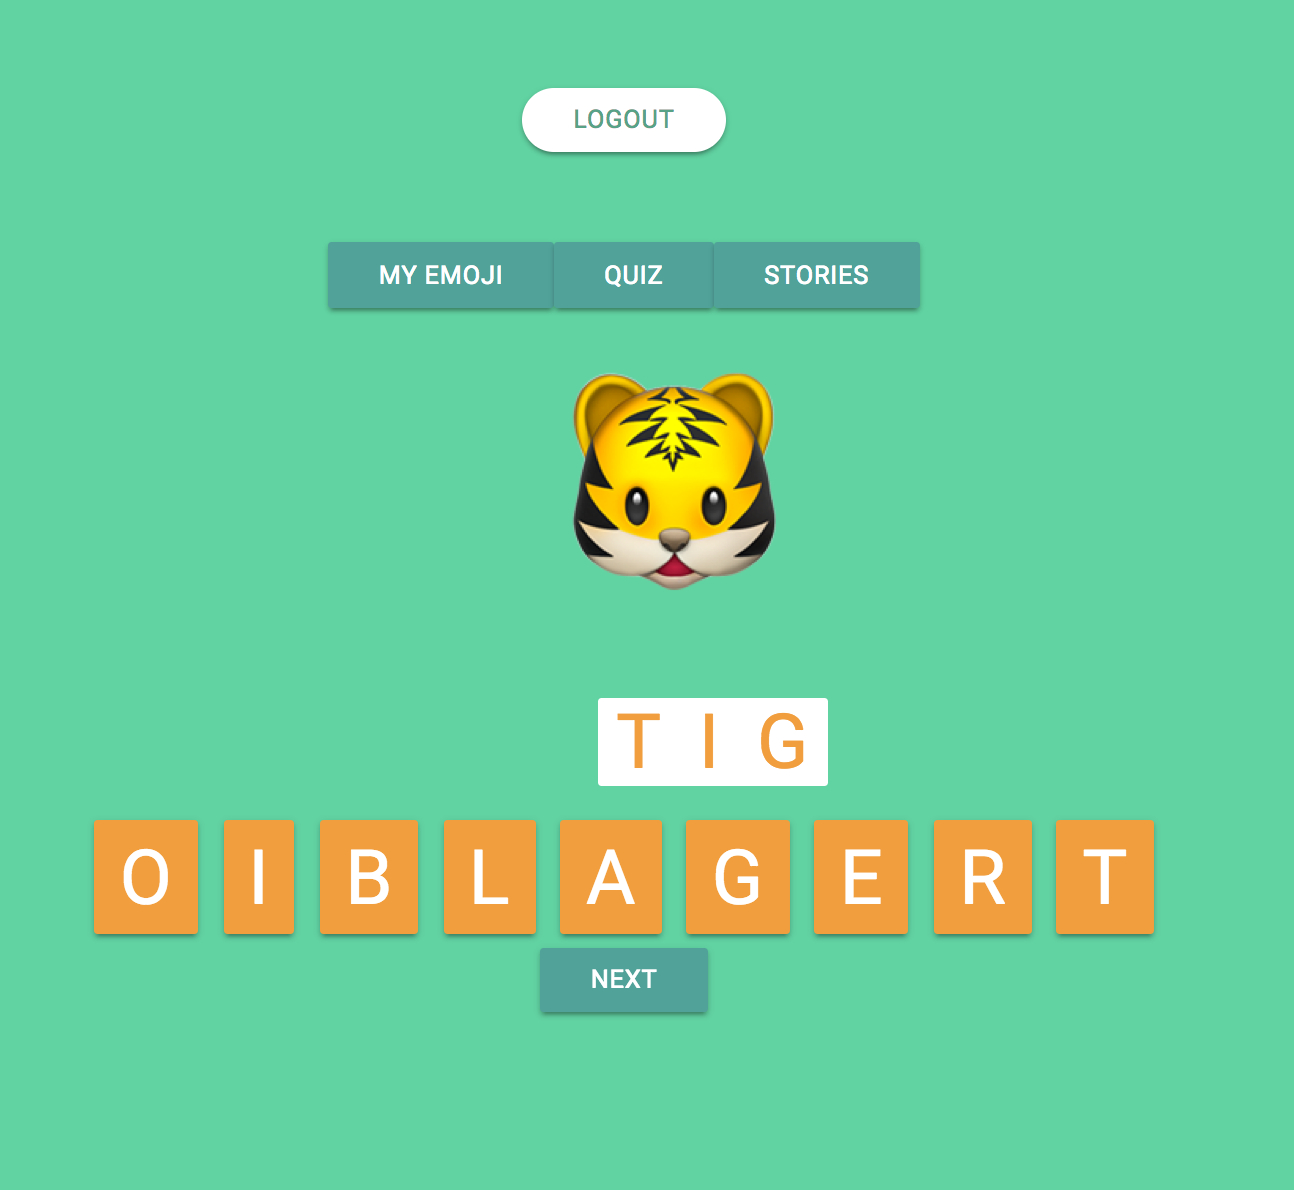 LOGOUT
MY EMOJI QUIZ STORIES
T I G
O I B L A G E R T
NEXT